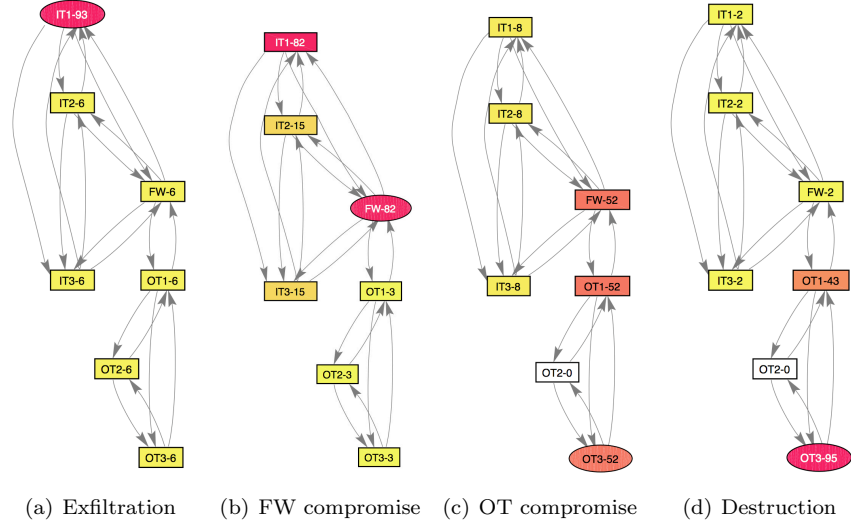 IT1-93
IT2-6
FW-6
IT3-6
OT1-6
OT2-6
OT3-6
(a) Exfiltration
IT1-82
IT2-15
FW-82
IT3-15
OT1-3
OT2-3
OT3-3
(b) FW compromise
IT1-8
IT2-8
FW-52
IT3-8
OT1-52
OT2-0
OT3-52
(c) OT compromise
IT1-2
IT2-2
FW-2
IT3-2
OT1-43
OT2-0
OT3-95
(d) Destruction